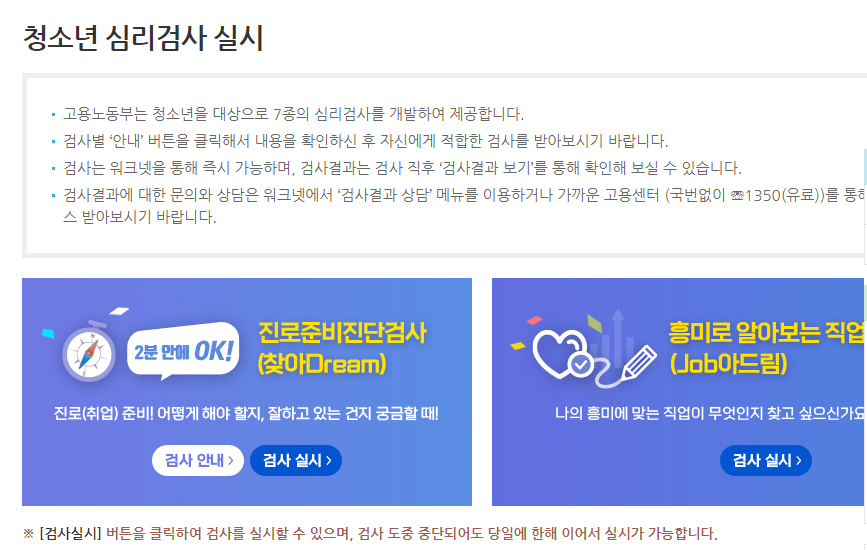 청소년 심리검사 실시
고용노동부는 청소년을 대상으로 7종의 심리검사를 개발하여 제공합니다.
검사별 ‘안내’ 버튼을 클릭해서 내용을 확인하신 후 자신에게 적합한 검사를 받아보시기 바랍니다.
검사는 워크넷을 통해 즉시 가능하며, 검사결과는 검사 직후 ‘검사결과 보기’를 통해 확인해 보실 수 있습니다.
검사결과에 대한 문의와 상담은 워크넷에서 ‘검사결과 상담’ 메뉴를 이용하거나 가까운 고용센터 (국번없이 ☎1350(유료))를 통해
스 받아보시기 바랍니다.
2분 안에 OK!
진로준비진단검사
(찾아Dream)
진로(취업) 준비! 어떻게 해야 할지, 잘하고 있는 건지 궁금할 때!
검사 안내 >
검사 실시 >
흥미로 알아보는 직업
(Job아드림)
나의 흥미에 맞는 직업이 무엇인지 찾고 싶으신가요
검사 실시 >
※ [검사실시] 버튼을 클릭하여 검사를 실시할 수 있으며, 검사 도중 중단되어도 당일에 한해 이어서 실시가 가능합니다.